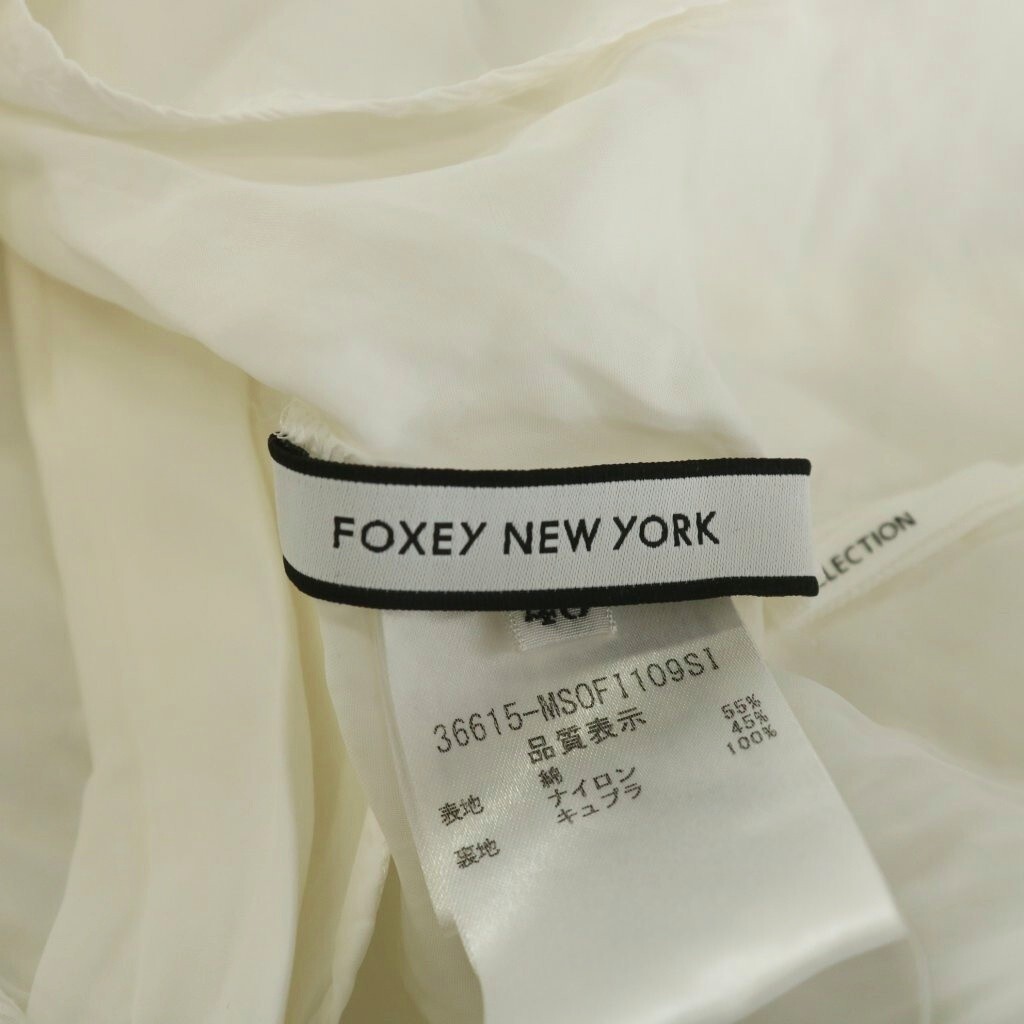 FOXEY NEW YORK
LLECTION
40
36615-MSOFI109SI
品質表示
表地 綿 55%
ナイロン 45%
裏地 キュプラ 100%